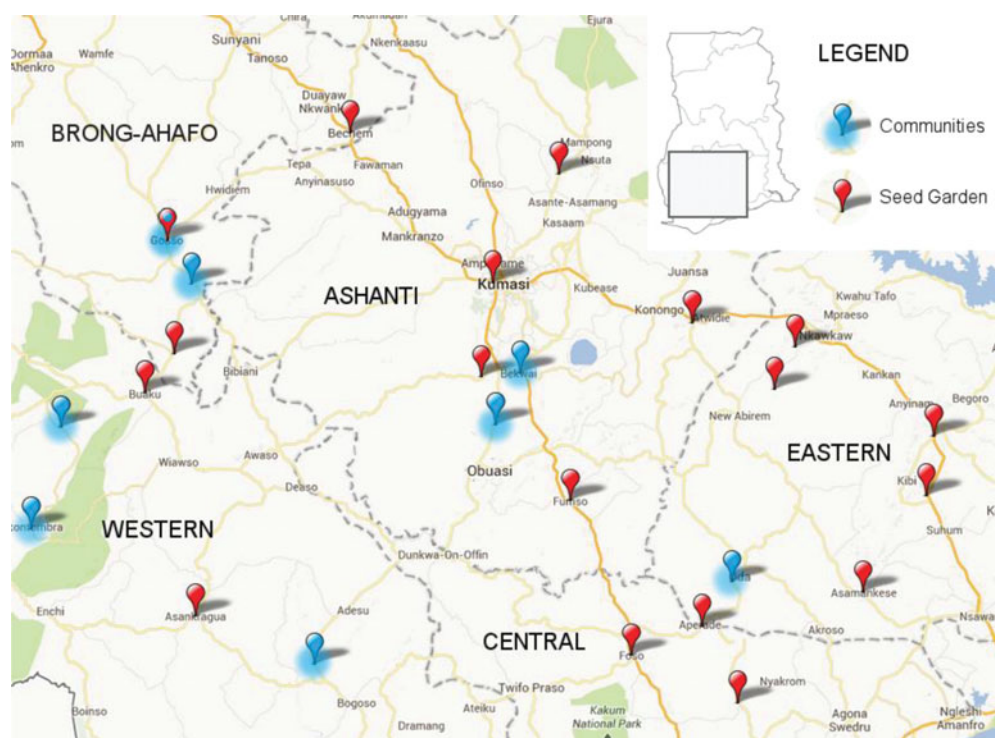 Chira
Akumadan
Ejura
Sunyani
Nkenkaasu
Dormaa
Ahenkro
Wamfe
Tanoso
LEGEND
Duayaw
Nkwant
Bechem
BRONG-AHAFO
Mampong
Nsuta
Communities
Tepa
Fawaman
Anyinasuso
Ofinso
Hwidiem
Asante-Asamang
Seed Garden
Adugyama
Kasaam
Mankranzo
Goaso
Juansa
ASHANTI
Kumasi
Kubease
Kwahu Tafo
Konongo
Mpraeso
Nkawkaw
Bibiani
Bekwai
Kankan
Buaku
Anyinam
Begoro
New Abirem
EASTERN
Wiawso
Awaso
Obuasi
Kibi
Deaso
Fumso
WESTERN
Suhum
Dunkwa-On-Offin
Asamankese
Enchi
Adesu
Asankragua
Aperade
Akroso
Nsawa
CENTRAL
Foso
Twifo Praso
Nyakrom
Boinso
Bogoso
Ateiku
Kakum
National Park
Agona
Swedru
Ngleshi
Amanfro
Dramang